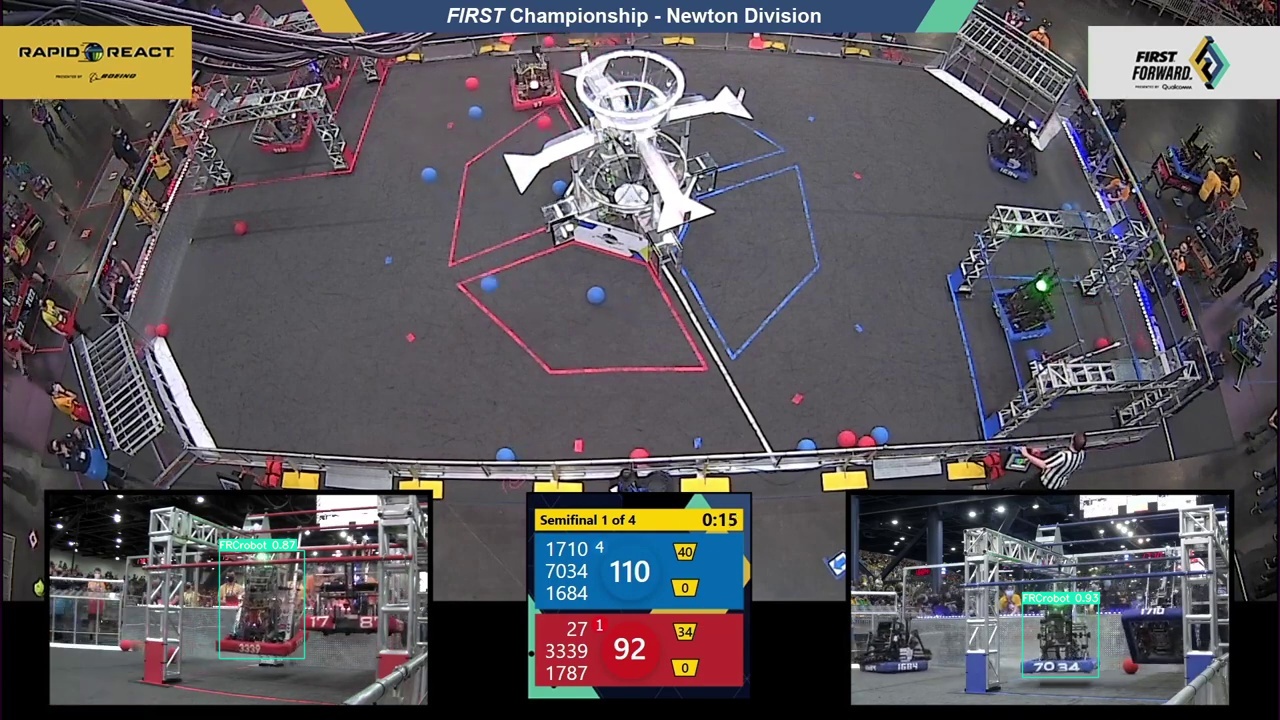 FIRST Championship - Newton Division
RAPID REACT
PRESENTED BY BOEING
FIRST
FORWARD
PRESENTED BY Qualcomm
FRCrobot 0.87
3339
17 8
Semifinal 1 of 4 0:15
1710 4
7034
1684
110
40
0
27 1
3339
1787
92
34
0
FRCrobot 0.93
1684
7034
1710